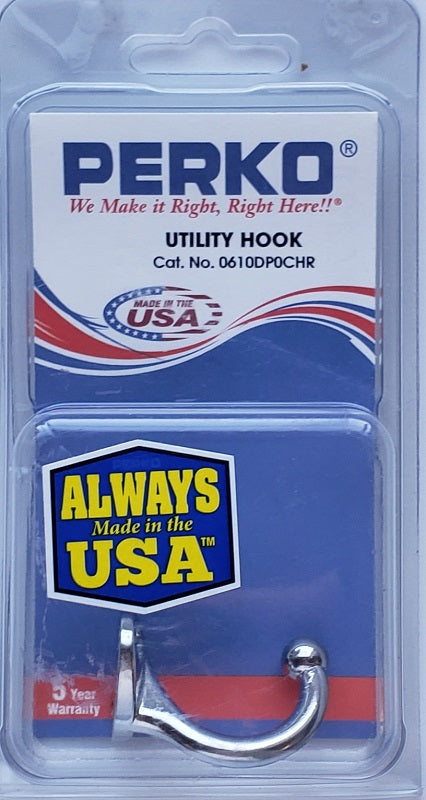 PERKO®
We Make it Right, Right Here!!®
UTILITY HOOK
Cat. No. 0610DP0CHR
MADE IN THE
USA
ALWAYS
Made in the
USA™
5 Year
Warranty